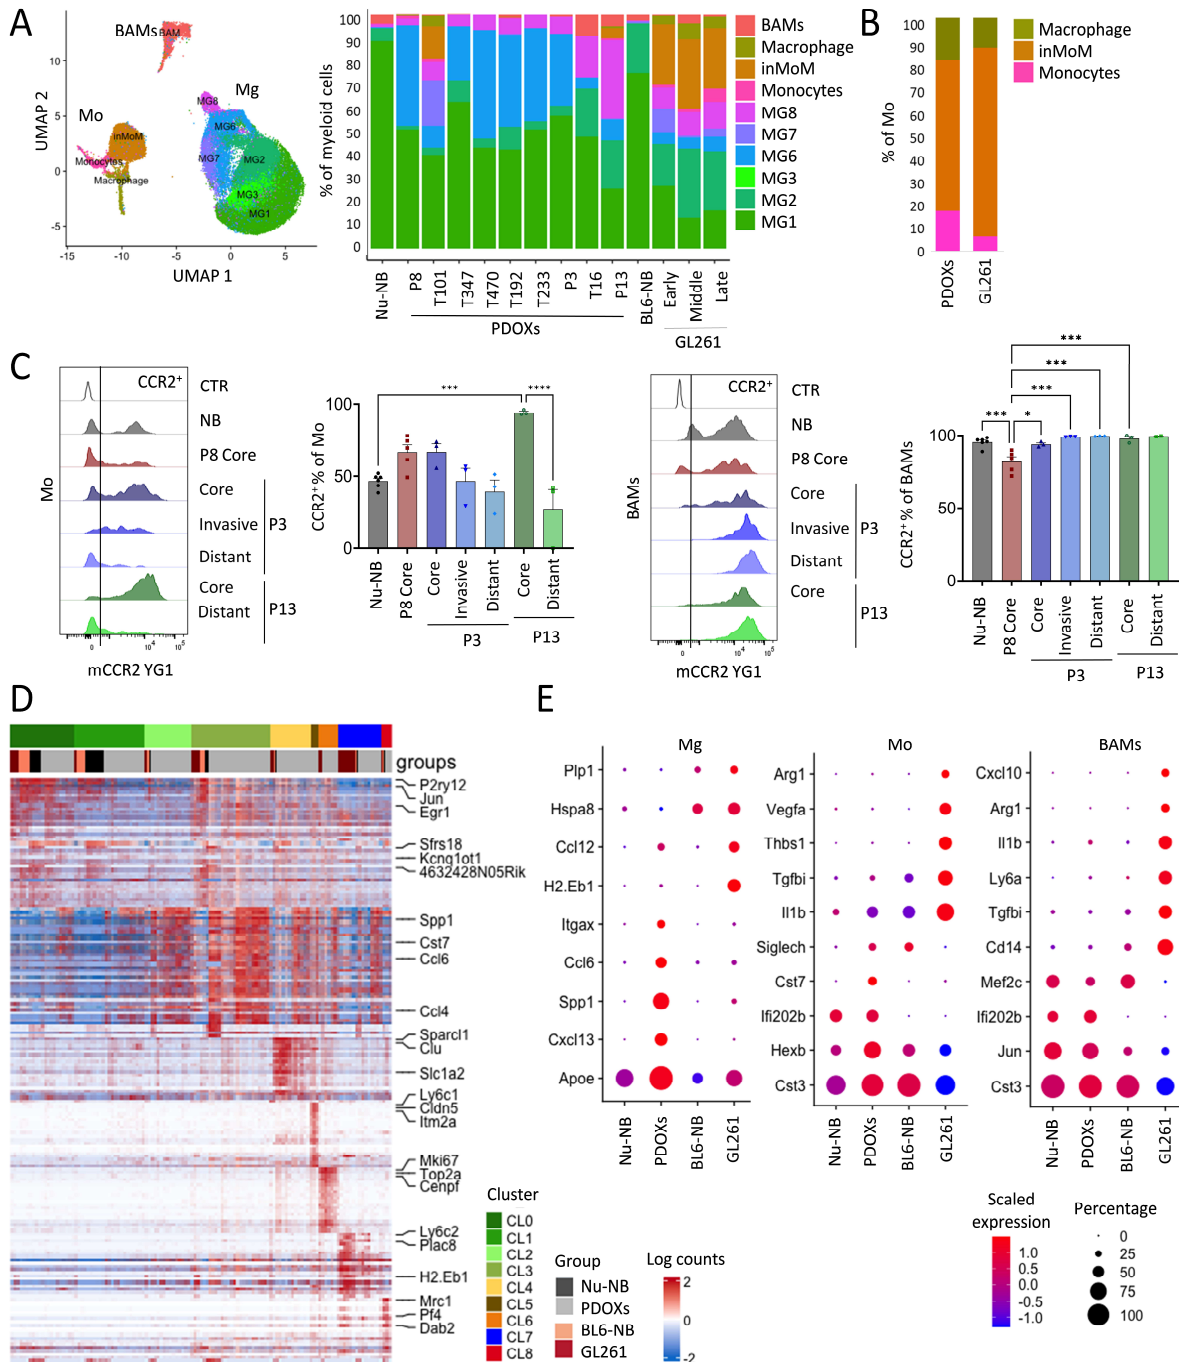 A
BAMs
BAM
Mg
MG8
MG6
MG7
MG2
MG3
MG1
Mo
inMoM
Monocytes
Macrophage
UMAP 2
10
5
0
-5
-15
-10
-5
0
5
UMAP 1
% of myeloid cells
100
90
80
70
60
50
40
30
20
10
0
Nu-NB
P8
T101
T347
T470
T192
T233
P3
T16
P13
BL6-NB
Early
Middle
Late
PDOXs
GL261
BAMs
Macrophage
inMoM
Monocytes
MG8
MG7
MG6
MG3
MG2
MG1
B
% of Mo
100
90
80
70
60
50
40
30
20
10
0
PDOXs
GL261
Macrophage
inMoM
Monocytes
C
Mo
CCR2+
CTR
NB
P8 Core
Core
Invasive
Distant
P3
Core
Distant
P13
10⁴
10⁵
mCCR2 YG1
CCR2+% of Mo
100
50
0
***
****
Nu-NB
P8 Core
Core
Invasive
Distant
Core
Distant
P3
P13
BAMs
CCR2+
CTR
NB
P8 Core
Core
Invasive
Distant
P3
Core
P13
10⁴
10⁵
mCCR2 YG1
CCR2+ % of BAMs
100
50
0
***
***
***
***
*
Nu-NB
P8 Core
Core
Invasive
Distant
Core
Distant
P3
P13
D
groups
P2ry12
Jun
Egr1
Sfrs18
Kcnq1ot1
4632428N05Rik
Spp1
Cst7
Ccl6
Ccl4
Sparcl1
Clu
Slc1a2
Ly6c1
Cldn5
Itm2a
Mki67
Top2a
Cenpf
Ly6c2
Plac8
H2.Eb1
Mrc1
Pf4
Dab2
Cluster
CL0
CL1
CL2
CL3
CL4
CL5
CL6
CL7
CL8
Group
Nu-NB
PDOXs
BL6-NB
GL261
Log counts
2
0
-2
E
Mg
Plp1
Hspa8
Ccl12
H2.Eb1
Itgax
Ccl6
Spp1
Cxcl13
Apoe
Nu-NB
PDOXs
BL6-NB
GL261
Mo
Arg1
Vegfa
Thbs1
Tgfbi
Il1b
Siglech
Cst7
Ifi202b
Hexb
Cst3
Nu-NB
PDOXs
BL6-NB
GL261
BAMs
Cxcl10
Arg1
Il1b
Ly6a
Tgfbi
Cd14
Mef2c
Ifi202b
Jun
Cst3
Nu-NB
PDOXs
BL6-NB
GL261
Scaled
expression
1.0
0.5
0.0
-0.5
-1.0
Percentage
0
25
50
75
100